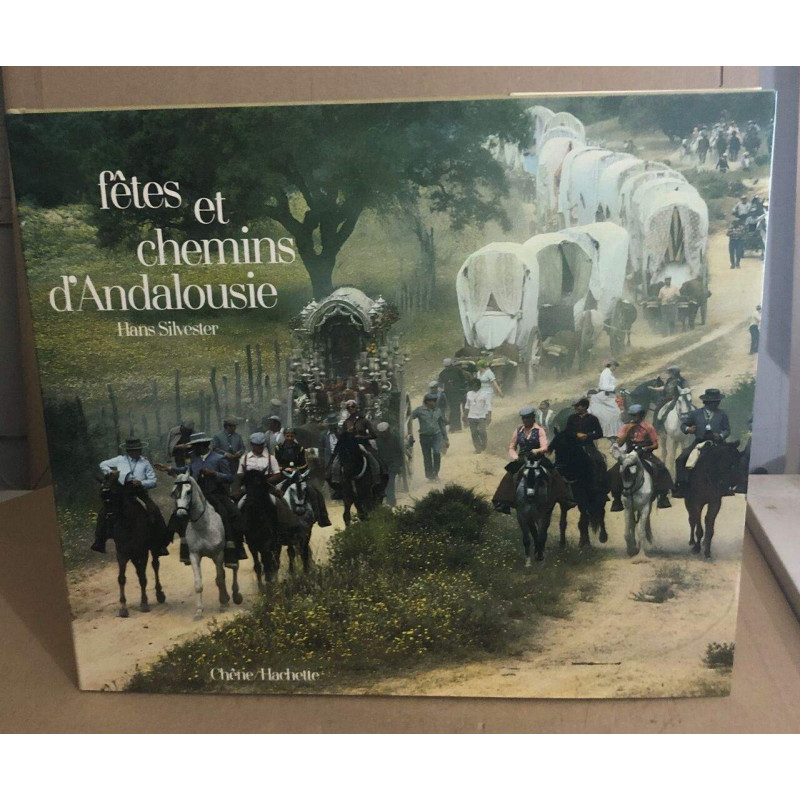 fêtes et
chemins
d'Andalousie
Hans Silvester
Chêne/Hachette